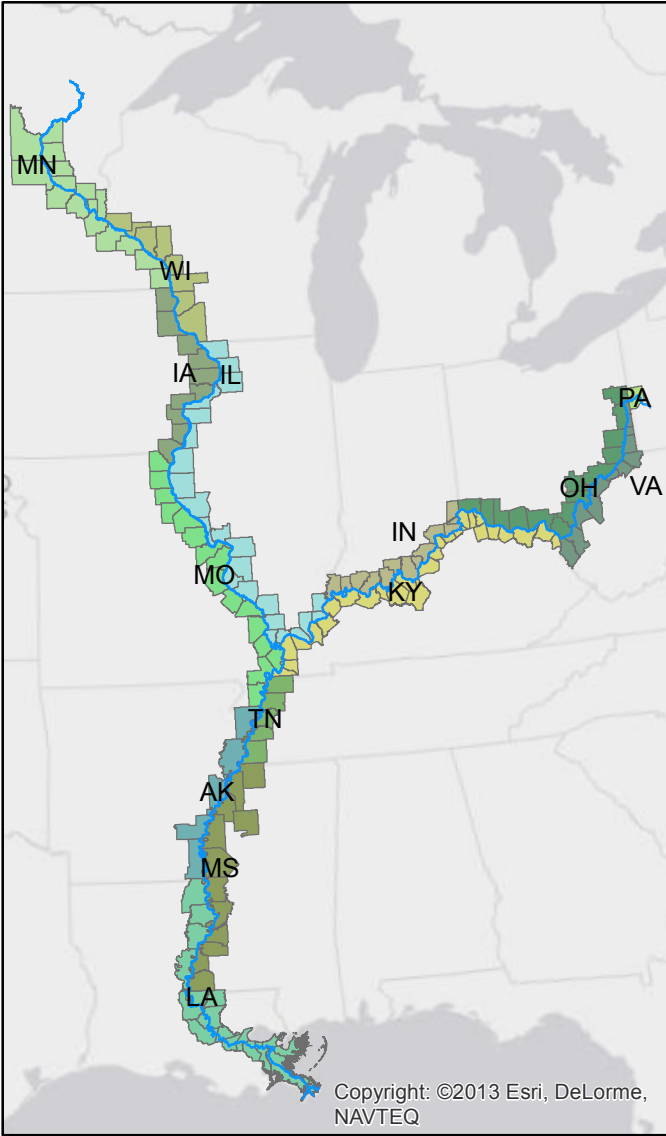 MN
WI
IA
IL
PA
OH
VA
IN
MO
KY
TN
AK
MS
LA
Copyright: ©2013 Esri, DeLorme,
NAVTEQ